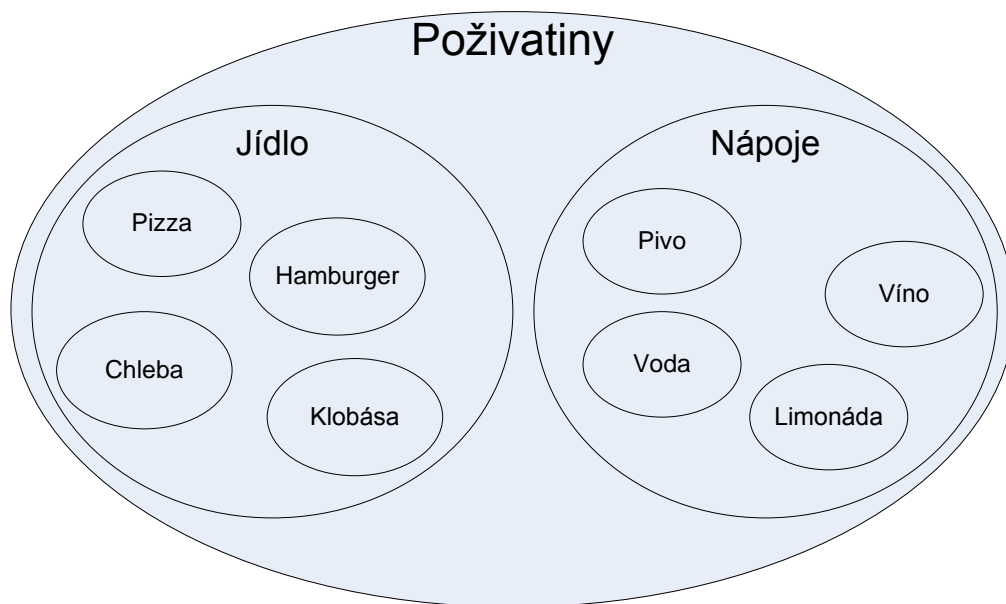 Poživatiny
Jídlo
Pizza
Hamburger
Chleba
Klobása
Nápoje
Pivo
Víno
Voda
Limonáda